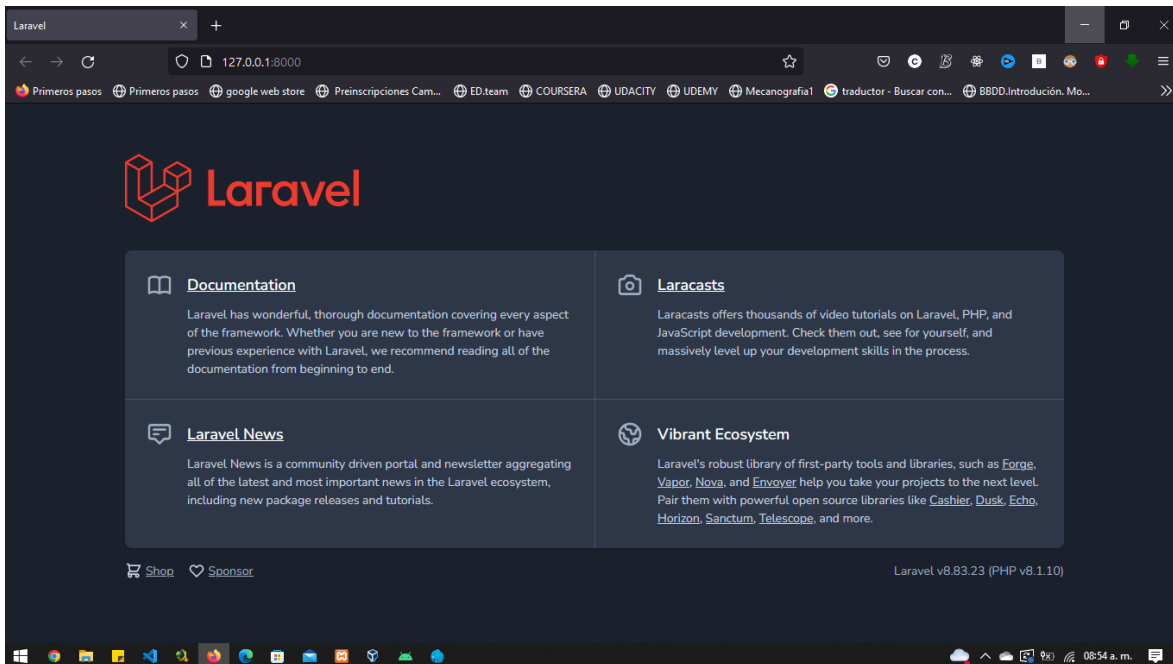 Laravel
127.0.0.1:8000
Primeros pasos Primeros pasos google web store Preinscripciones Cam... ED.team COURSERA UDACITY UDEMY Mecanografia1 traductor - Buscar con... BBDD.Introdución. Mo...
Laravel
Documentation
Laravel has wonderful, thorough documentation covering every aspect
of the framework. Whether you are new to the framework or have
previous experience with Laravel, we recommend reading all of the
documentation from beginning to end.
Laracasts
Laracasts offers thousands of video tutorials on Laravel, PHP, and
JavaScript development. Check them out, see for yourself, and
massively level up your development skills in the process.
Laravel News
Laravel News is a community driven portal and newsletter aggregating
all of the latest and most important news in the Laravel ecosystem,
including new package releases and tutorials.
Vibrant Ecosystem
Laravel's robust library of first-party tools and libraries, such as Forge,
Vapor, Nova, and Envoyer help you take your projects to the next level.
Pair them with powerful open source libraries like Cashier, Dusk, Echo,
Horizon, Sanctum, Telescope, and more.
Shop Sponsor
Laravel v8.83.23 (PHP v8.1.10)
08:54 a. m.